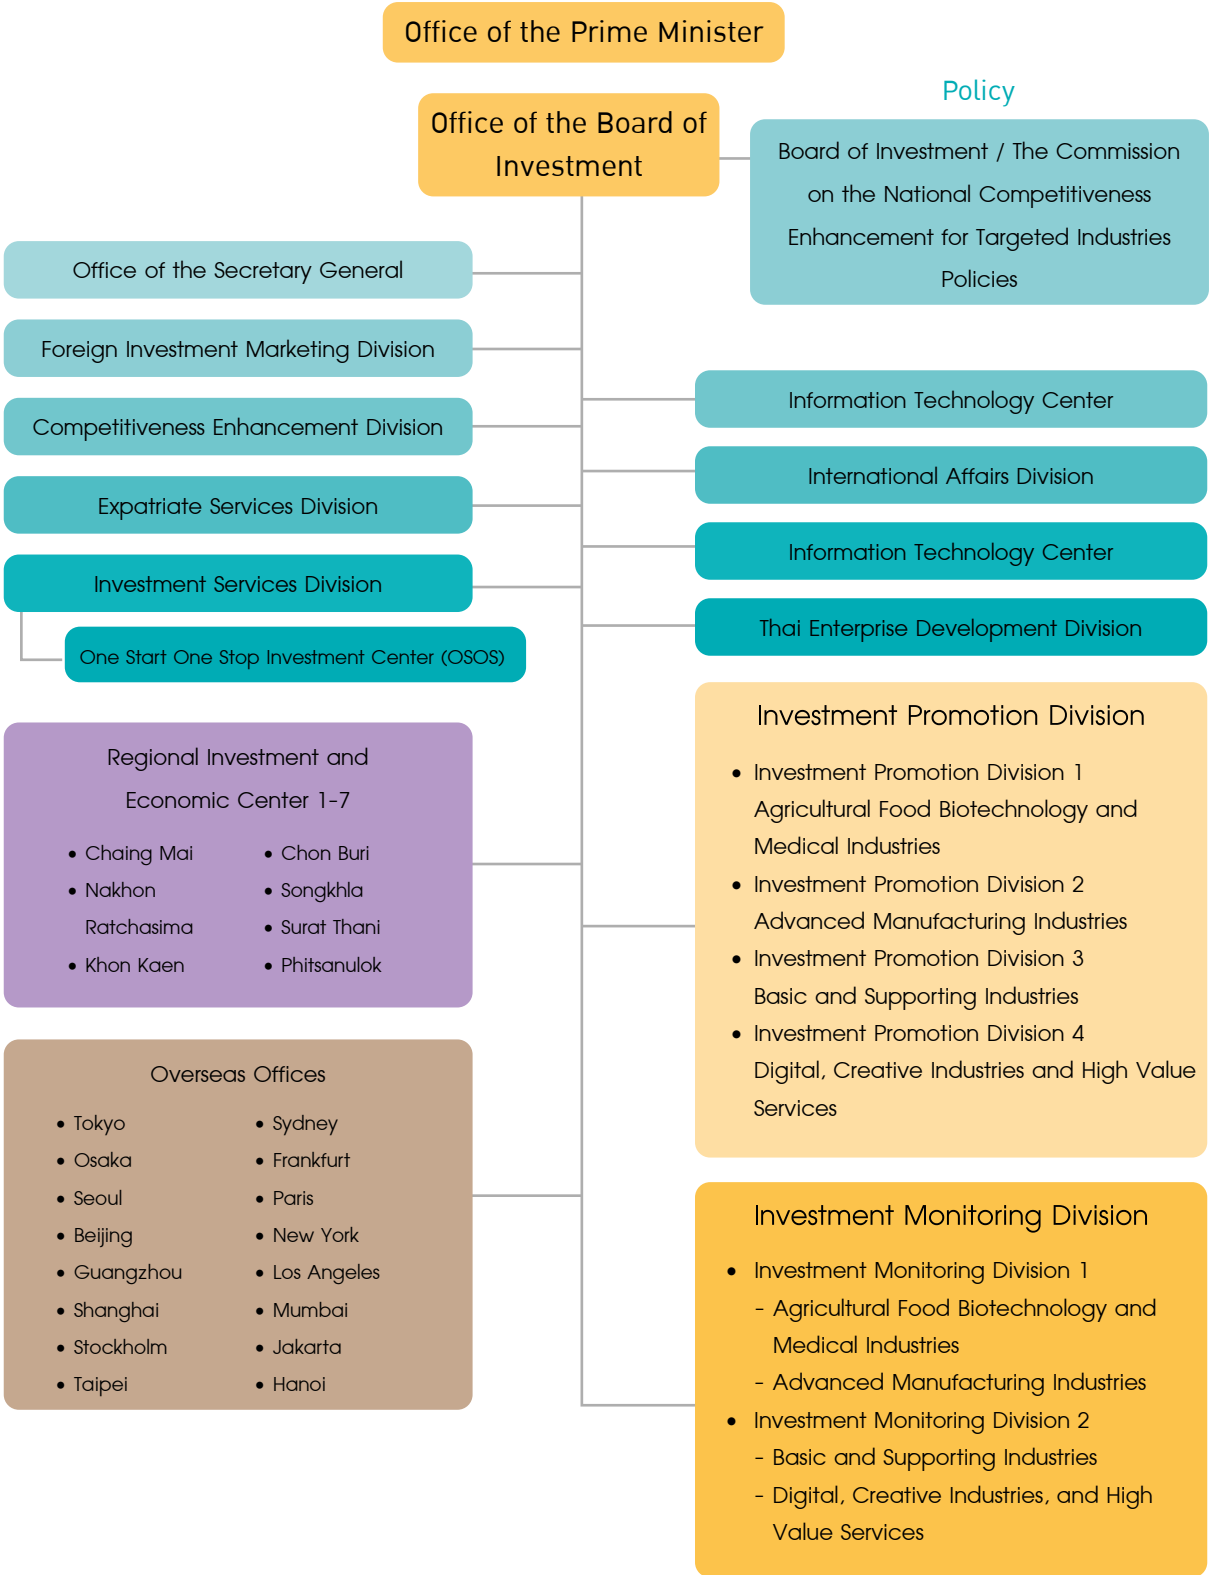 Office of the Prime Minister
Office of the Board of
Investment
Policy
Board of Investment / The Commission
on the National Competitiveness
Enhancement for Targeted Industries
Policies
Office of the Secretary General
Foreign Investment Marketing Division
Competitiveness Enhancement Division
Expatriate Services Division
Investment Services Division
One Start One Stop Investment Center (OSOS)
Information Technology Center
International Affairs Division
Information Technology Center
Thai Enterprise Development Division
Regional Investment and
Economic Center 1-7
• Chaing Mai
• Nakhon
Ratchasima
• Khon Kaen
• Chon Buri
• Songkhla
• Surat Thani
• Phitsanulok
Overseas Offices
• Tokyo
• Osaka
• Seoul
• Beijing
• Guangzhou
• Shanghai
• Stockholm
• Taipei
• Sydney
• Frankfurt
• Paris
• New York
• Los Angeles
• Mumbai
• Jakarta
• Hanoi
Investment Promotion Division
• Investment Promotion Division 1
Agricultural Food Biotechnology and
Medical Industries
• Investment Promotion Division 2
Advanced Manufacturing Industries
• Investment Promotion Division 3
Basic and Supporting Industries
• Investment Promotion Division 4
Digital, Creative Industries and High Value
Services
Investment Monitoring Division
• Investment Monitoring Division 1
- Agricultural Food Biotechnology and
Medical Industries
- Advanced Manufacturing Industries
• Investment Monitoring Division 2
- Basic and Supporting Industries
- Digital, Creative Industries, and High
Value Services